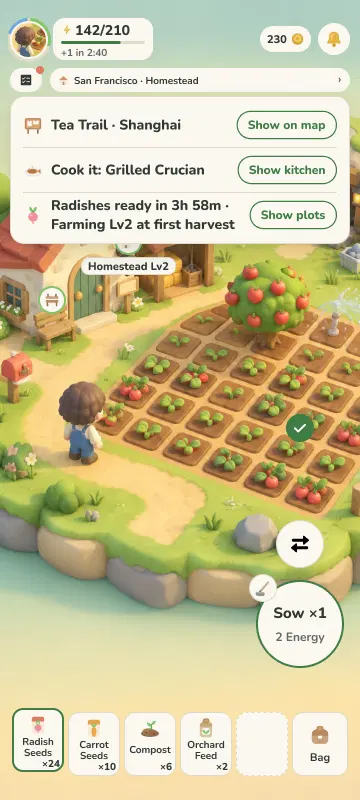 142/210
+1 in 2:40
230
San Francisco · Homestead
Tea Trail · Shanghai
Show on map
Cook it: Grilled Crucian
Show kitchen
Radishes ready in 3h 58m ·
Farming Lv2 at first harvest
Show plots
Homestead Lv2
Sow ×1
2 Energy
Radish
Seeds
×24
Carrot
Seeds
×10
Compost
×6
Orchard
Feed
×2
Bag